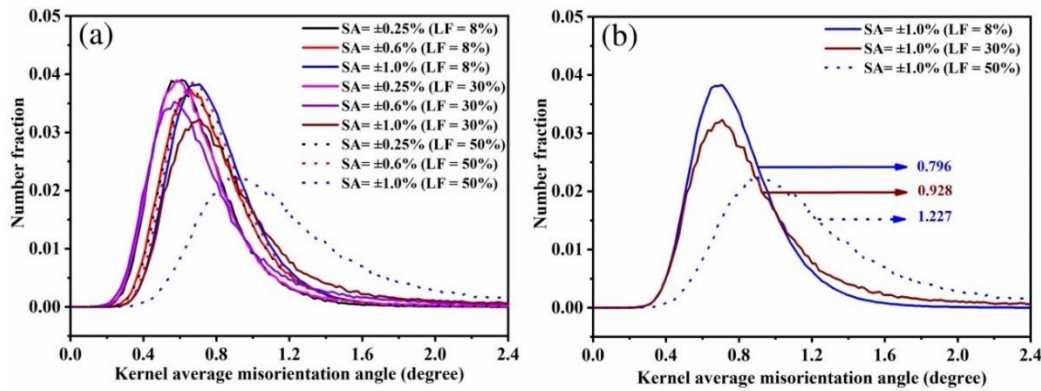 (a)
SA= ±0.25% (LF = 8%)
SA= ±0.6% (LF = 8%)
SA= ±1.0% (LF = 8%)
SA= ±0.25% (LF = 30%)
SA= ±0.6% (LF = 30%)
SA= ±1.0% (LF = 30%)
SA= ±0.25% (LF = 50%)
SA= ±0.6% (LF = 50%)
SA= ±1.0% (LF = 50%)
Number fraction
0.05
0.04
0.03
0.02
0.01
0.00
0.0 0.4 0.8 1.2 1.6 2.0 2.4
Kernel average misorientation angle (degree)
(b)
SA= ±1.0% (LF = 8%)
SA= ±1.0% (LF = 30%)
SA= ±1.0% (LF = 50%)
0.796
0.928
1.227
Number fraction
0.05
0.04
0.03
0.02
0.01
0.00
0.0 0.4 0.8 1.2 1.6 2.0 2.4
Kernel average misorientation angle (degree)